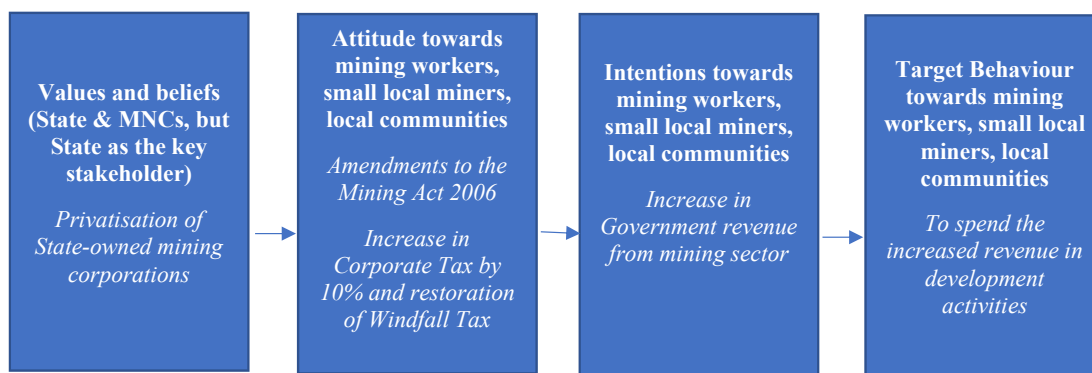 Values and beliefs
(State & MNCs, but
State as the key
stakeholder)
Privatisation of
State-owned mining
corporations
Attitude towards
mining workers,
small local miners,
local communities
Amendments to the
Mining Act 2006
Increase in
Corporate Tax by
10% and restoration
of Windfall Tax
Intentions towards
mining workers,
small local miners,
local communities
Increase in
Government revenue
from mining sector
Target Behaviour
towards mining
workers, small local
miners, local
communities
To spend the
increased revenue in
development
activities